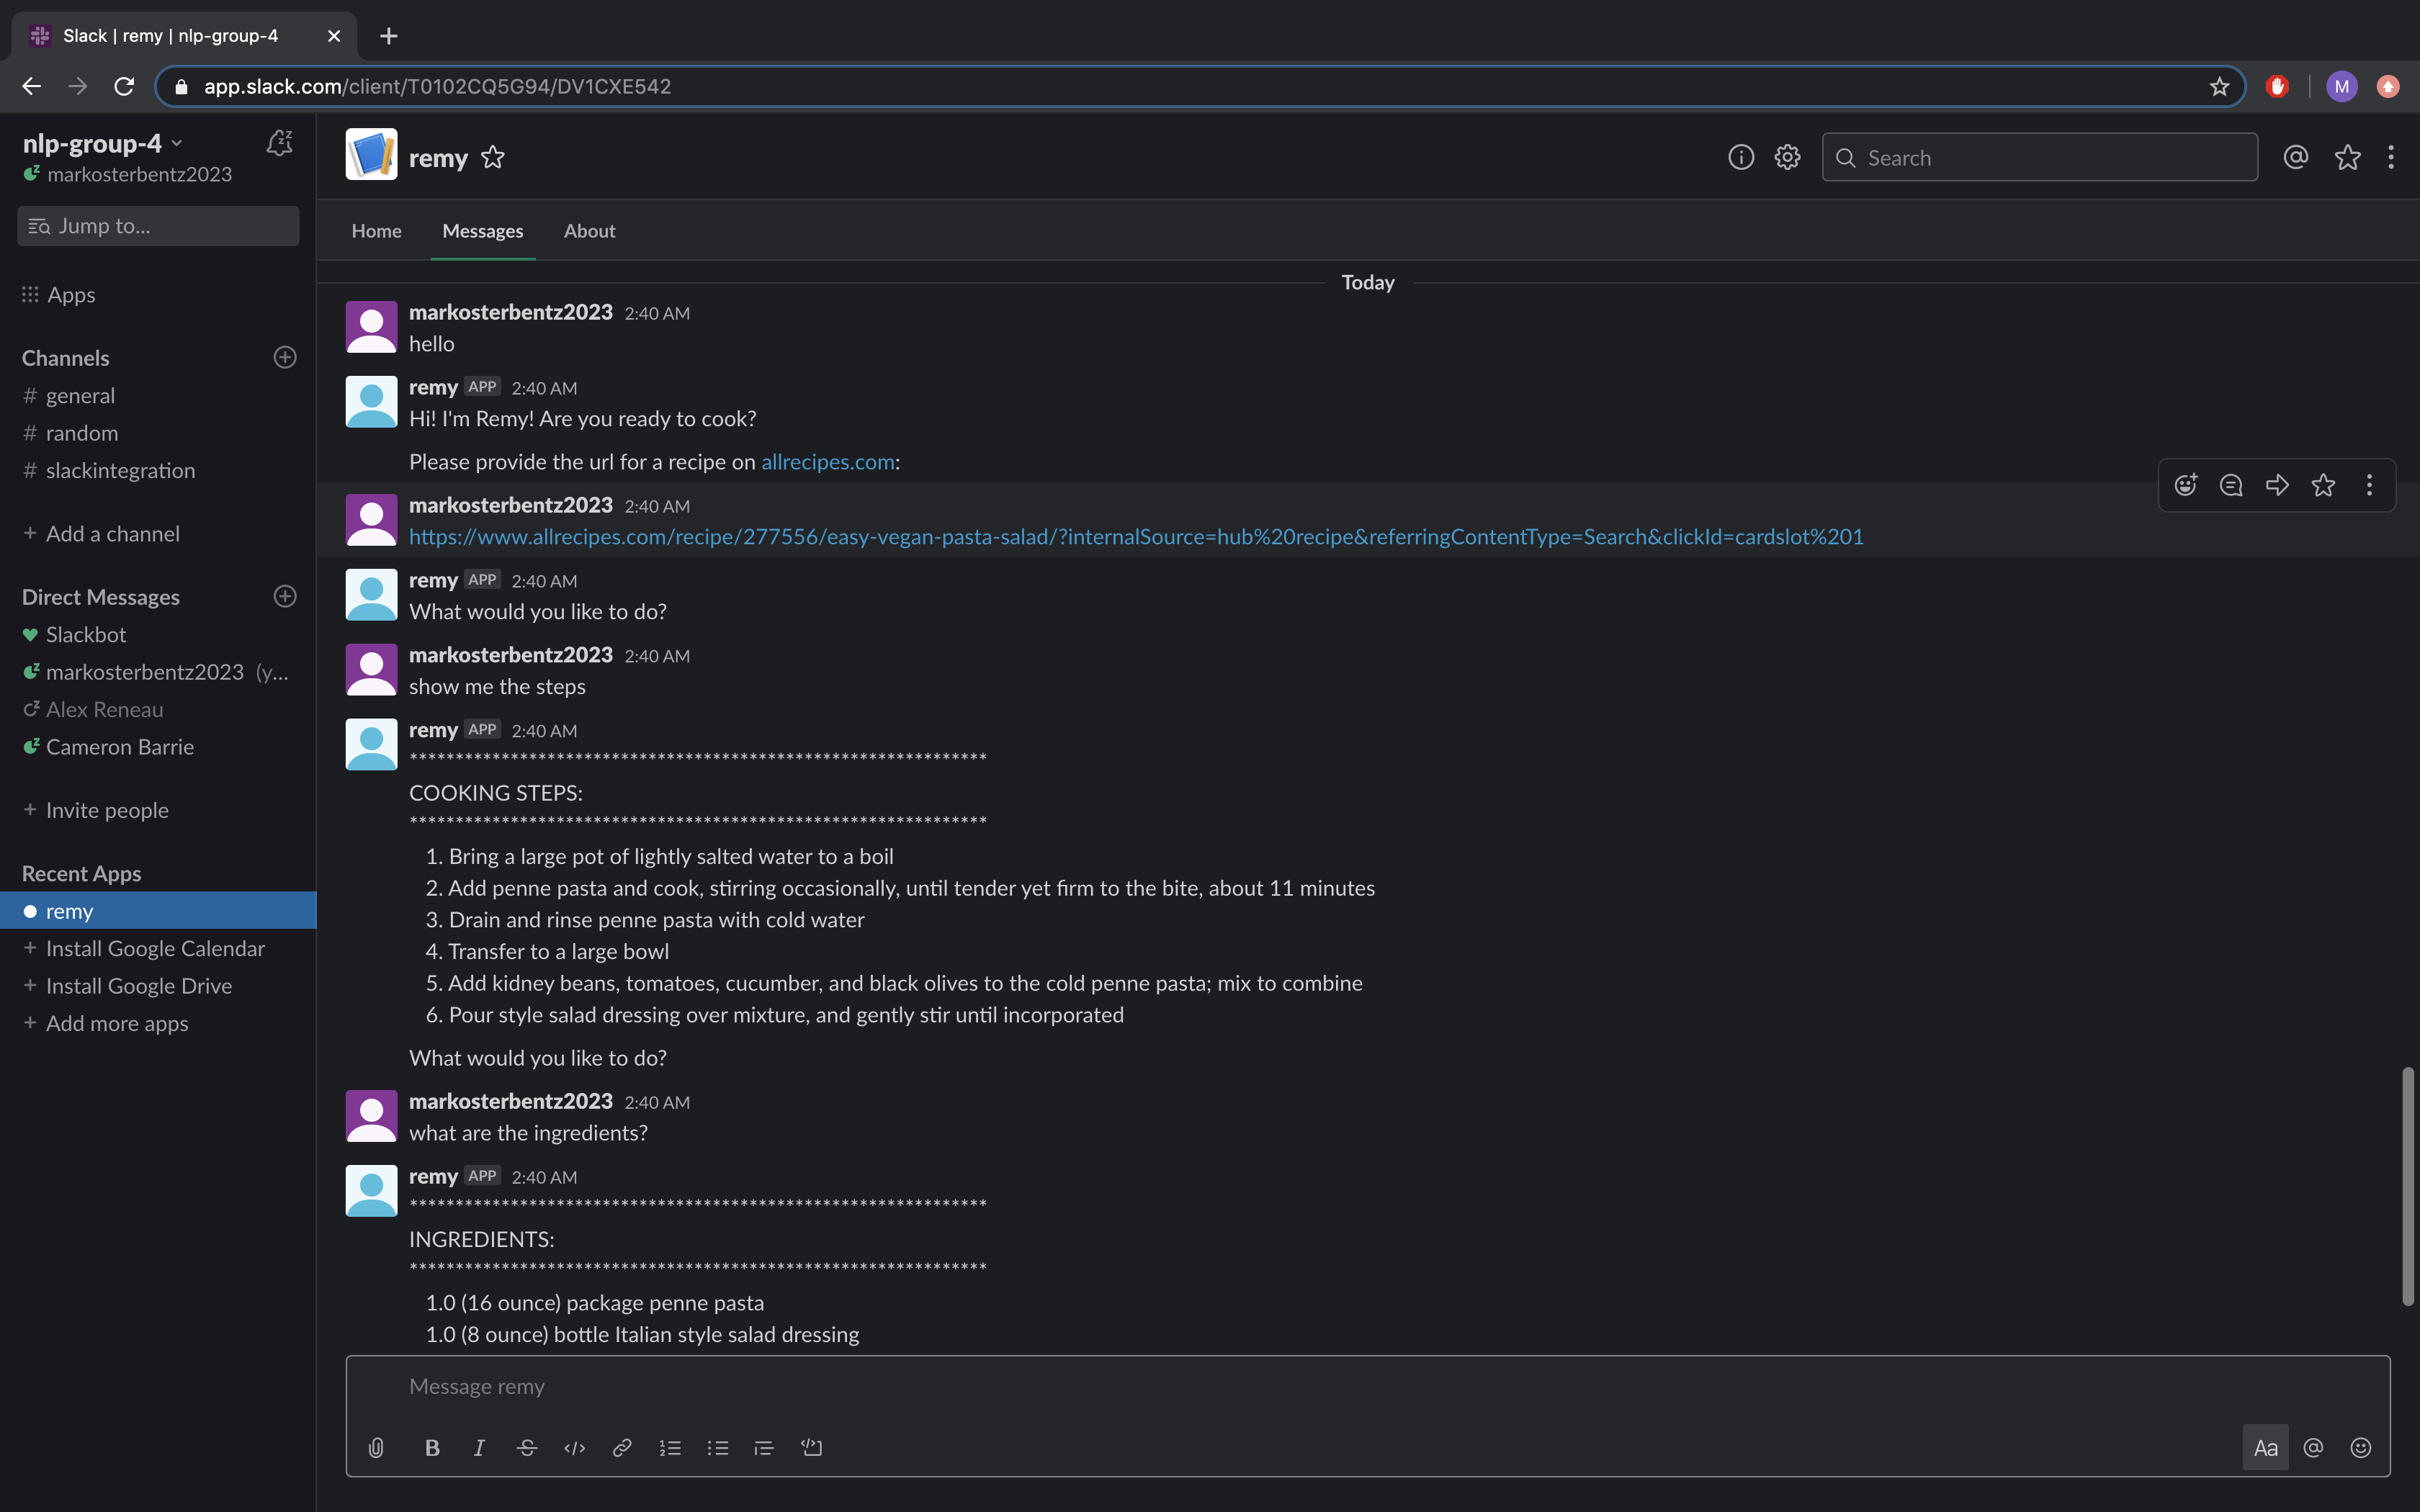 Slack | remy | nlp-group-4
app.slack.com/client/T0102CQ5G94/DV1CXE542
M
nlp-group-4
markosterbentz2023
Jump to...
Apps
Channels
# general
# random
# slackintegration
+ Add a channel
Direct Messages
Slackbot
markosterbentz2023 (y...
Alex Reneau
Cameron Barrie
+ Invite people
Recent Apps
remy
+ Install Google Calendar
+ Install Google Drive
+ Add more apps
remy
Search
Home Messages About
Today
markosterbentz2023 2:40 AM
hello
remy APP 2:40 AM
Hi! I'm Remy! Are you ready to cook?
Please provide the url for a recipe on allrecipes.com:
markosterbentz2023 2:40 AM
https://www.allrecipes.com/recipe/277556/easy-vegan-pasta-salad/?internalSource=hub%20recipe&referringContentType=Search&clickId=cardslot%201
remy APP 2:40 AM
What would you like to do?
markosterbentz2023 2:40 AM
show me the steps
remy APP 2:40 AM
***************************************************************
COOKING STEPS:
***************************************************************
1. Bring a large pot of lightly salted water to a boil
2. Add penne pasta and cook, stirring occasionally, until tender yet firm to the bite, about 11 minutes
3. Drain and rinse penne pasta with cold water
4. Transfer to a large bowl
5. Add kidney beans, tomatoes, cucumber, and black olives to the cold penne pasta; mix to combine
6. Pour style salad dressing over mixture, and gently stir until incorporated
What would you like to do?
markosterbentz2023 2:40 AM
what are the ingredients?
remy APP 2:40 AM
***************************************************************
INGREDIENTS:
***************************************************************
1.0 (16 ounce) package penne pasta
1.0 (8 ounce) bottle Italian style salad dressing
Message remy
B I S </> Aa @